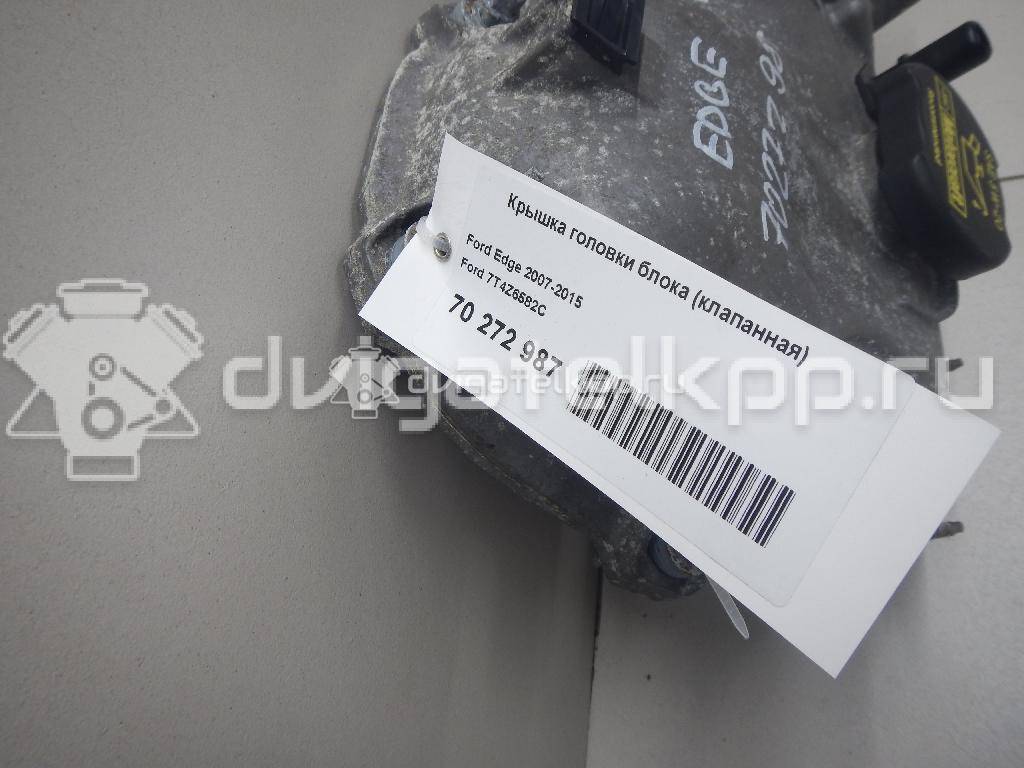 EDGE
Крышка головки блока (клапанная)
Ford Edge 2007-2015
Ford 7T4Z6582C
70 272 987
dvigatelkpp.ru